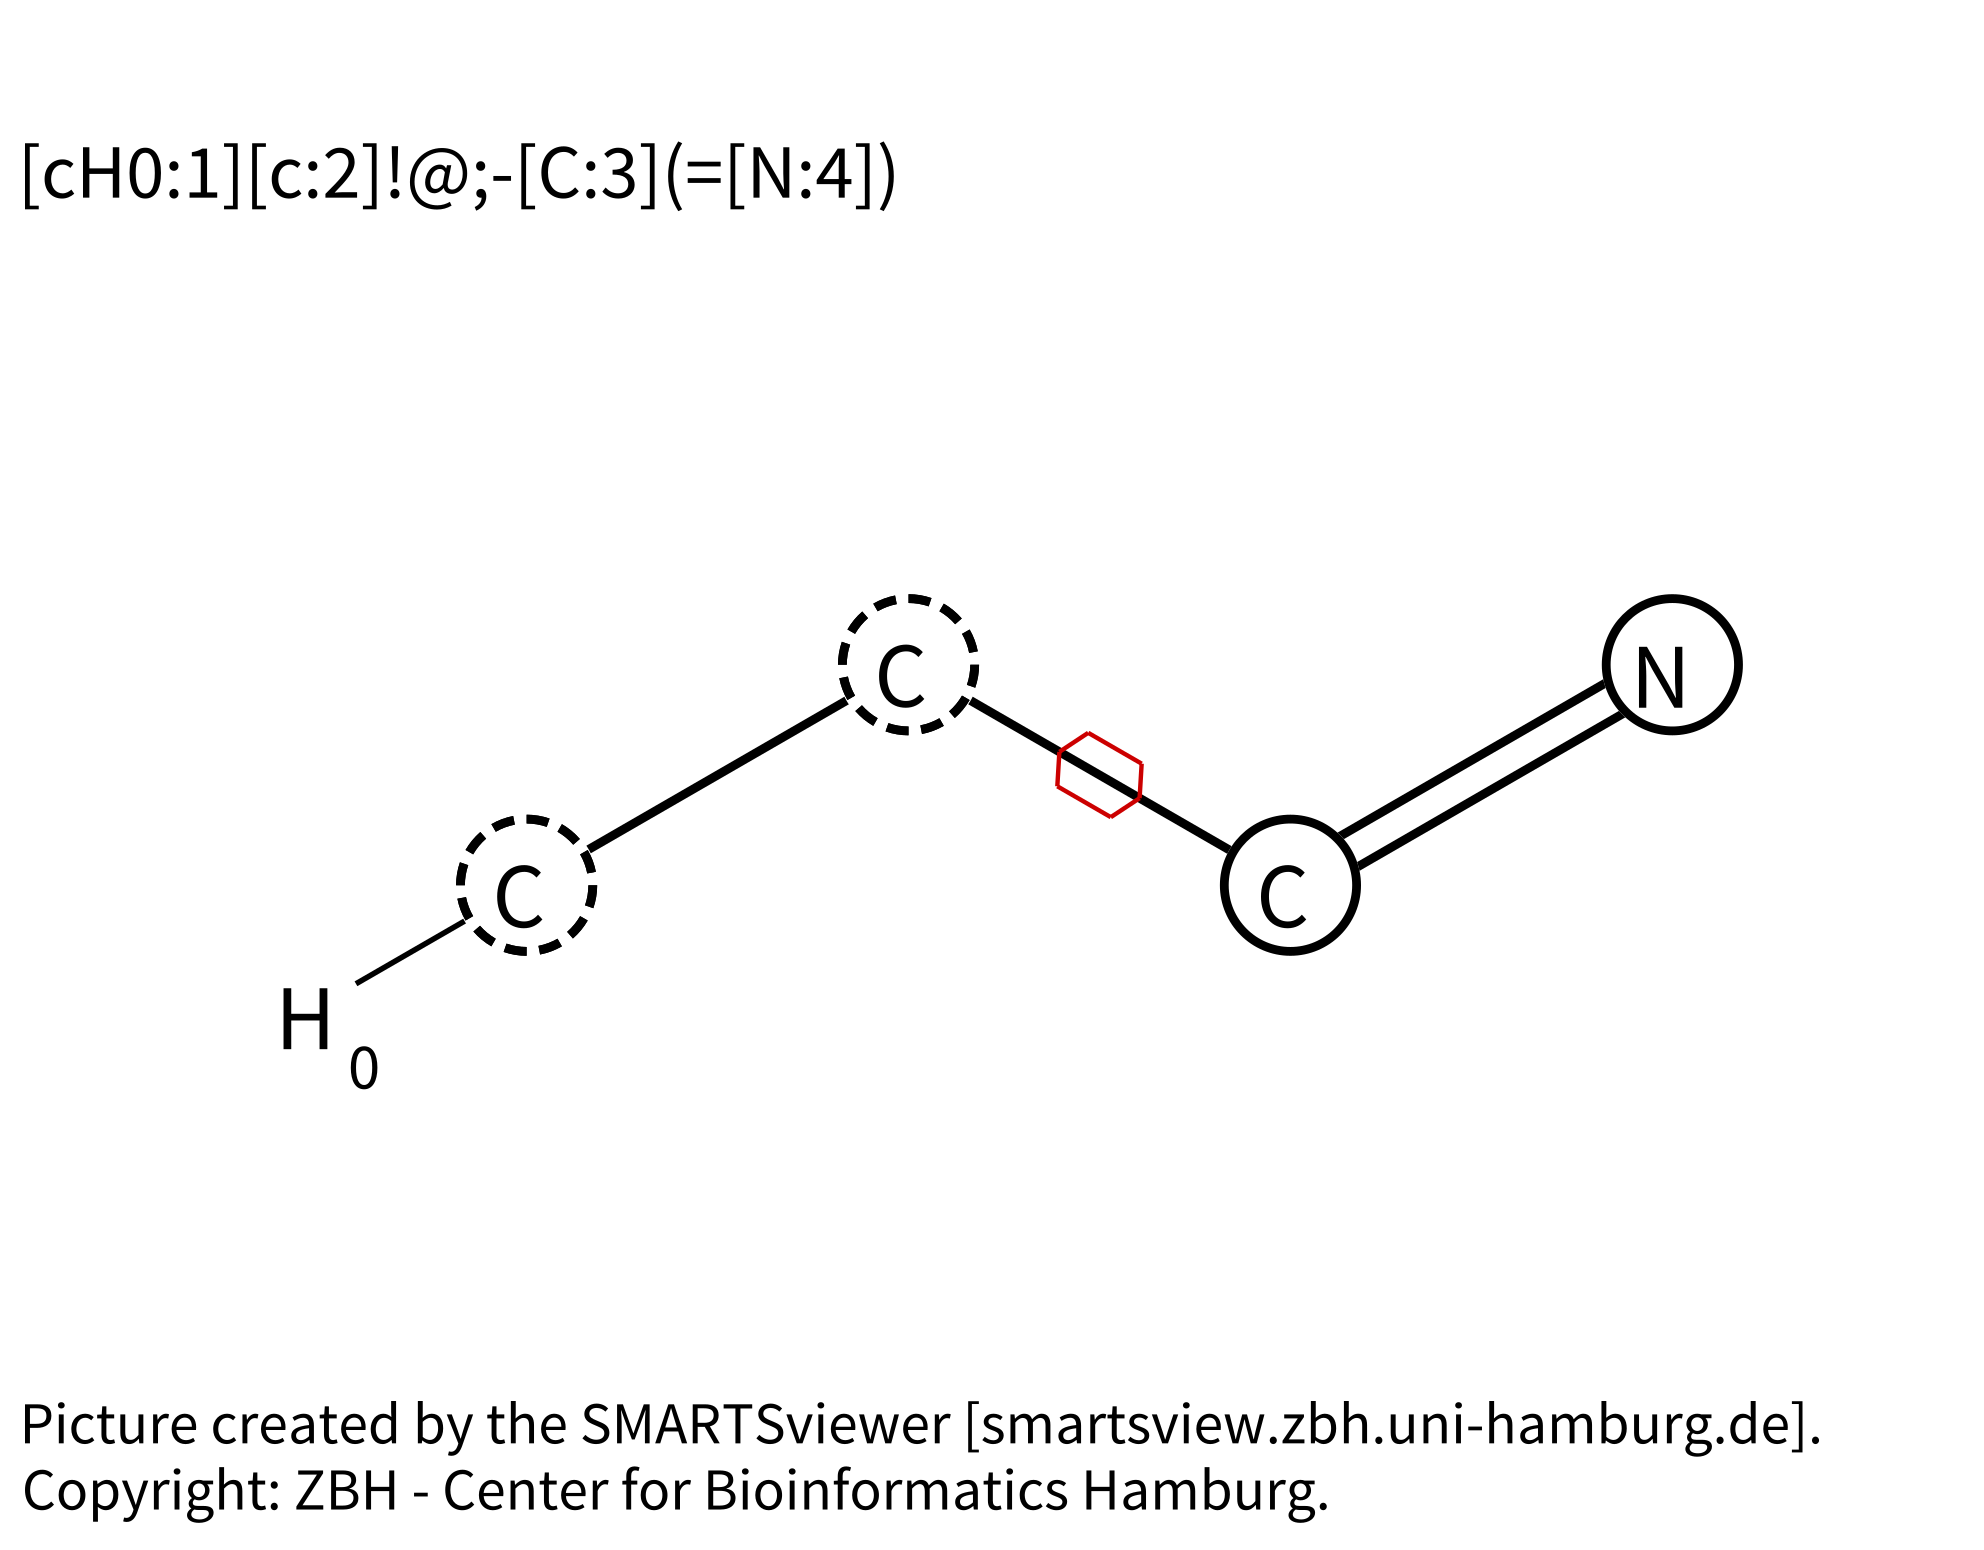 [cH0:1][c:2]!@;-[C:3](=[N:4])
C
N
C
C
H
0
Picture created by the SMARTSviewer [smartsview.zbh.uni-hamburg.de].
Copyright: ZBH - Center for Bioinformatics Hamburg.